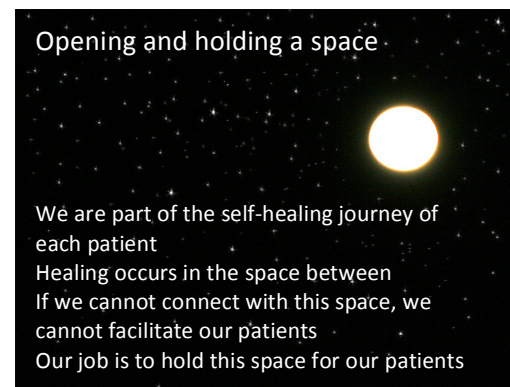 Opening and holding a space
We are part of the self-healing journey of
each patient
Healing occurs in the space between
If we cannot connect with this space, we
cannot facilitate our patients
Our job is to hold this space for our patients